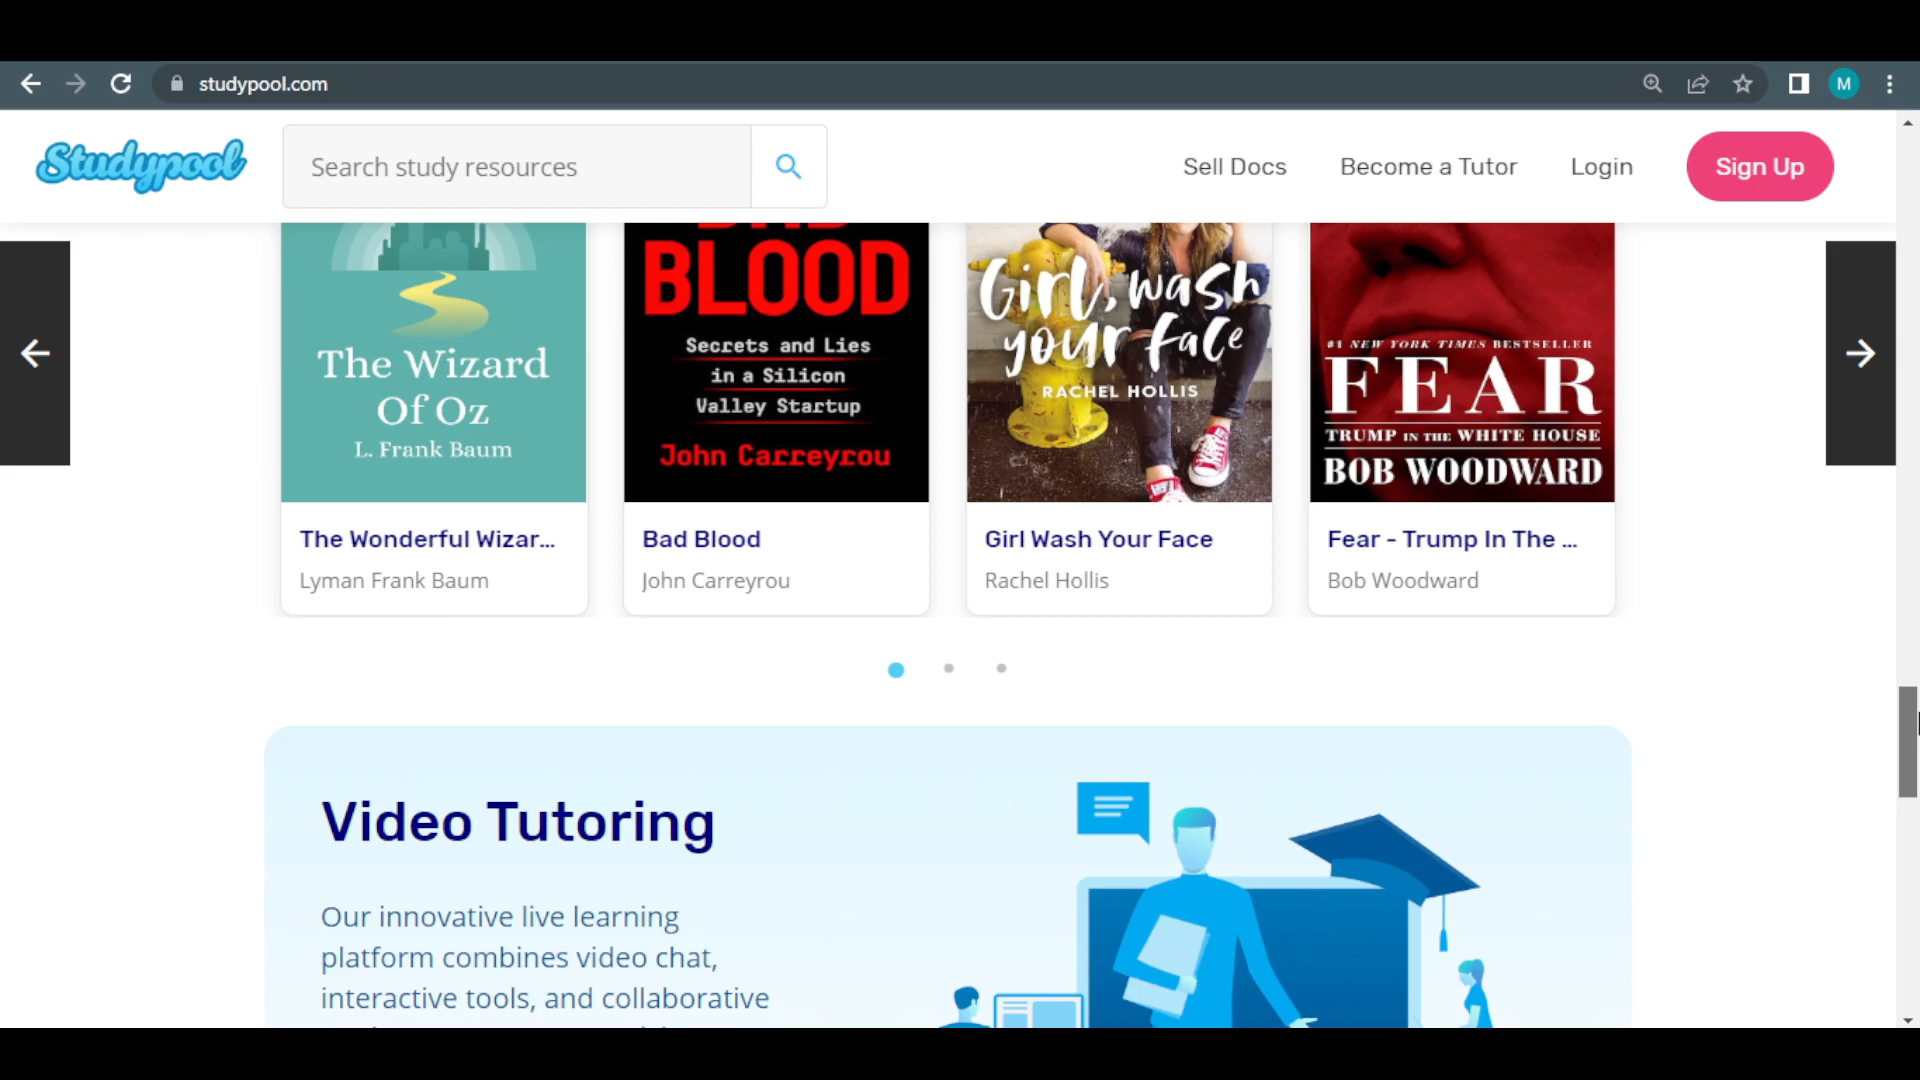 studypool.com
M
Studypool
Search study resources
Sell Docs
Become a Tutor
Login
Sign Up
The Wizard
Of Oz
L. Frank Baum
The Wonderful Wizar...
Lyman Frank Baum
BAD
BLOOD
Secrets and Lies
in a Silicon
Valley Startup
John Carreyrou
Bad Blood
John Carreyrou
Girl, wash
your face
RACHEL HOLLIS
Girl Wash Your Face
Rachel Hollis
#1 NEW YORK TIMES BESTSELLER
FEAR
TRUMP IN THE WHITE HOUSE
BOB WOODWARD
Fear - Trump In The ...
Bob Woodward
Video Tutoring
Our innovative live learning
platform combines video chat,
interactive tools, and collaborative